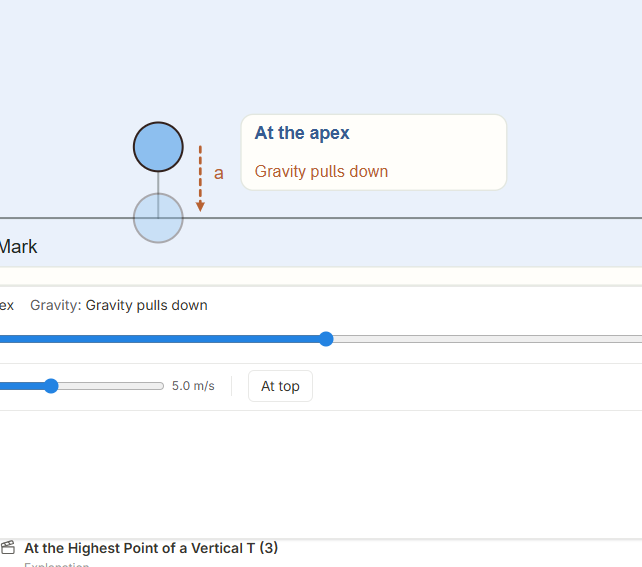 At the apex
Gravity pulls down
a
Mark
ex Gravity: Gravity pulls down
5.0 m/s At top
At the Highest Point of a Vertical T (3)
Explanation